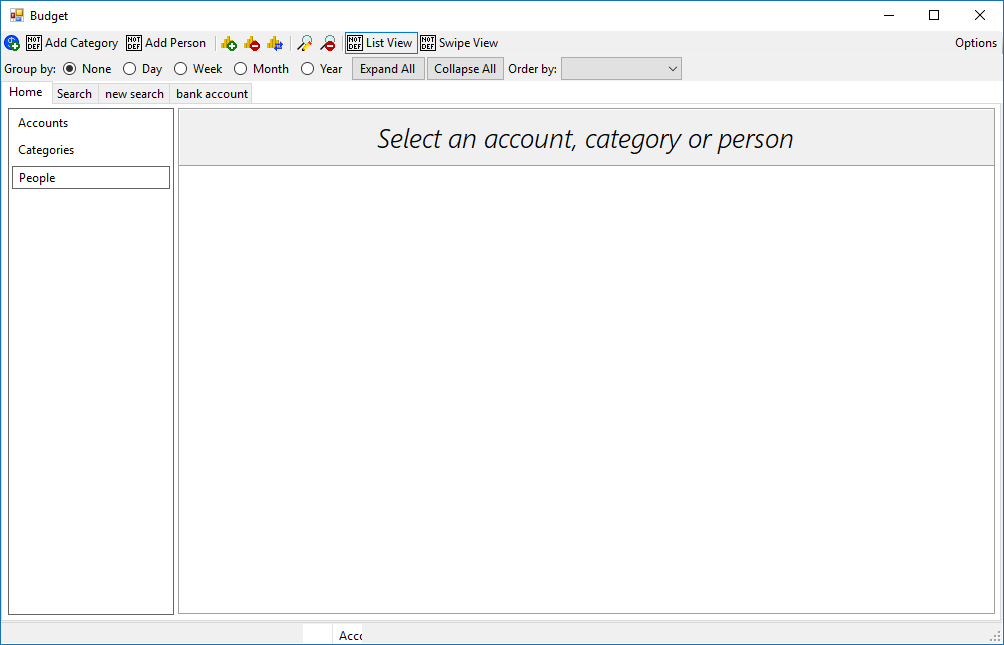 Budget
NOT DEF Add Category NOT DEF Add Person NOT DEF List View NOT DEF Swipe View Options
Group by: None Day Week Month Year Expand All Collapse All Order by:
Home Search new search bank account
Accounts
Categories
People
Select an account, category or person
Acc